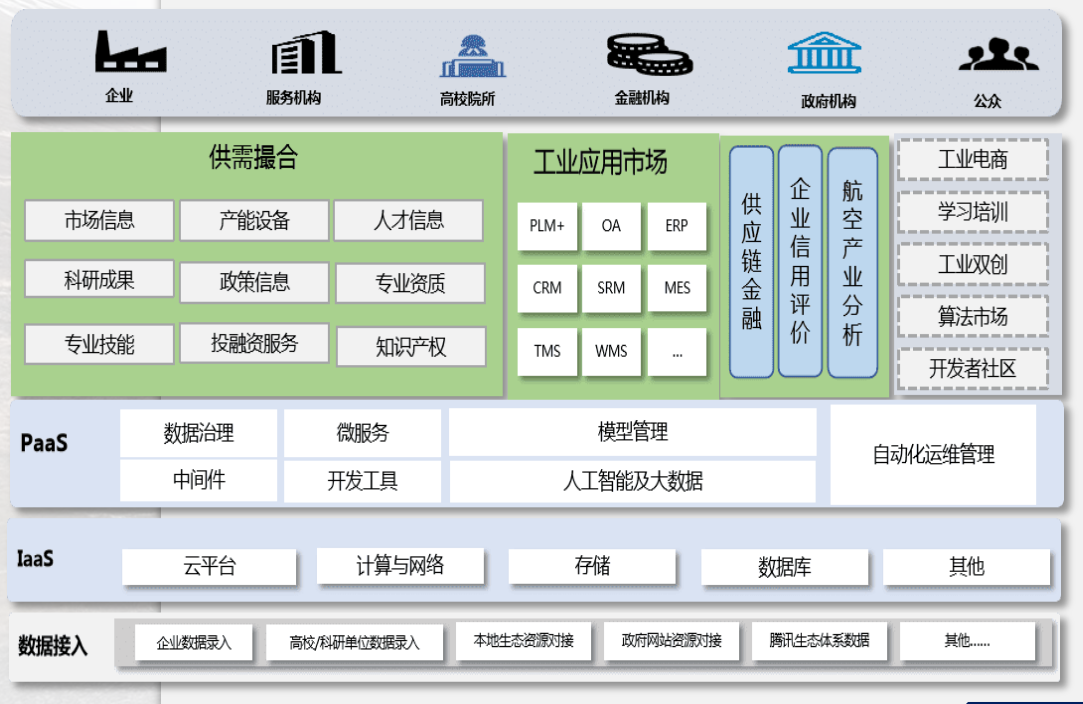 企业
服务机构
高校院所
金融机构
政府机构
公众
供需撮合
市场信息
产能设备
人才信息
科研成果
政策信息
专业资质
专业技能
投融资服务
知识产权
工业应用市场
PLM+
OA
ERP
CRM
SRM
MES
TMS
WMS
...
供应链金融
企业信用评价
航空产业分析
工业电商
学习培训
工业双创
算法市场
开发者社区
PaaS
数据治理
微服务
模型管理
中间件
开发工具
人工智能及大数据
自动化运维管理
IaaS
云平台
计算与网络
存储
数据库
其他
数据接入
企业数据录入
高校/科研单位数据录入
本地生态资源对接
政府网站资源对接
腾讯生态体系数据
其他......